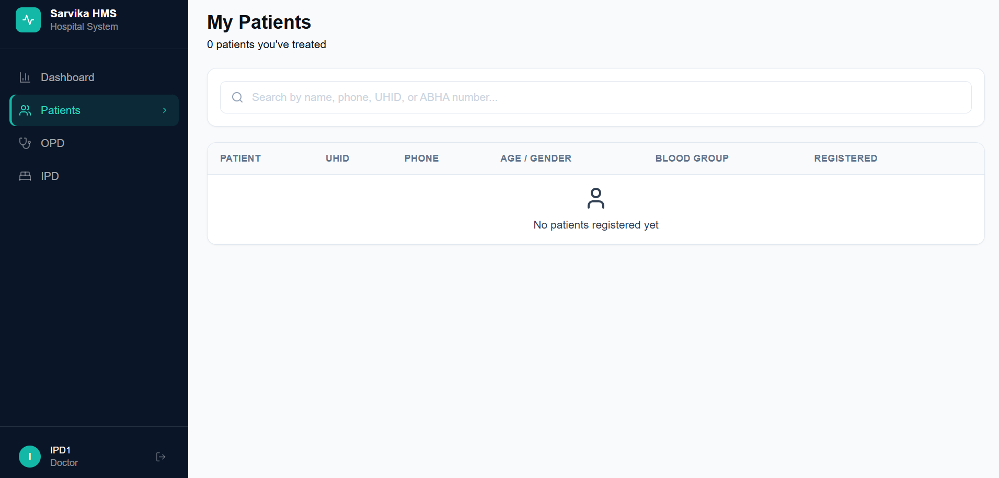 Sarvika HMS
Hospital System
Dashboard
Patients
OPD
IPD
I
IPD1
Doctor
My Patients
0 patients you've treated
Search by name, phone, UHID, or ABHA number...
PATIENT UHID PHONE AGE / GENDER BLOOD GROUP REGISTERED
No patients registered yet